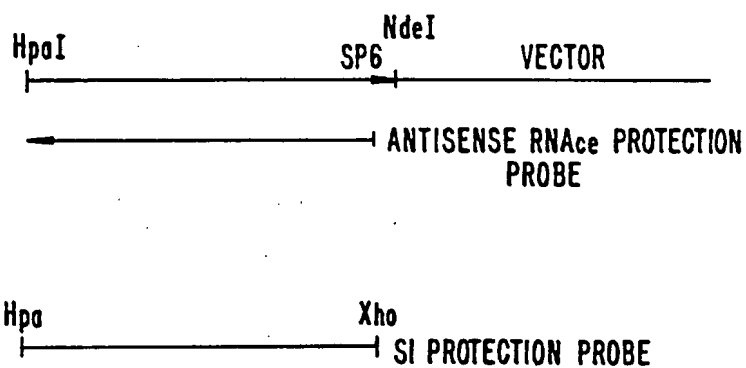 HpaI
NdeI
SP6
VECTOR
ANTISENSE RNAce PROTECTION
PROBE
Hpa
Xho
SI PROTECTION PROBE